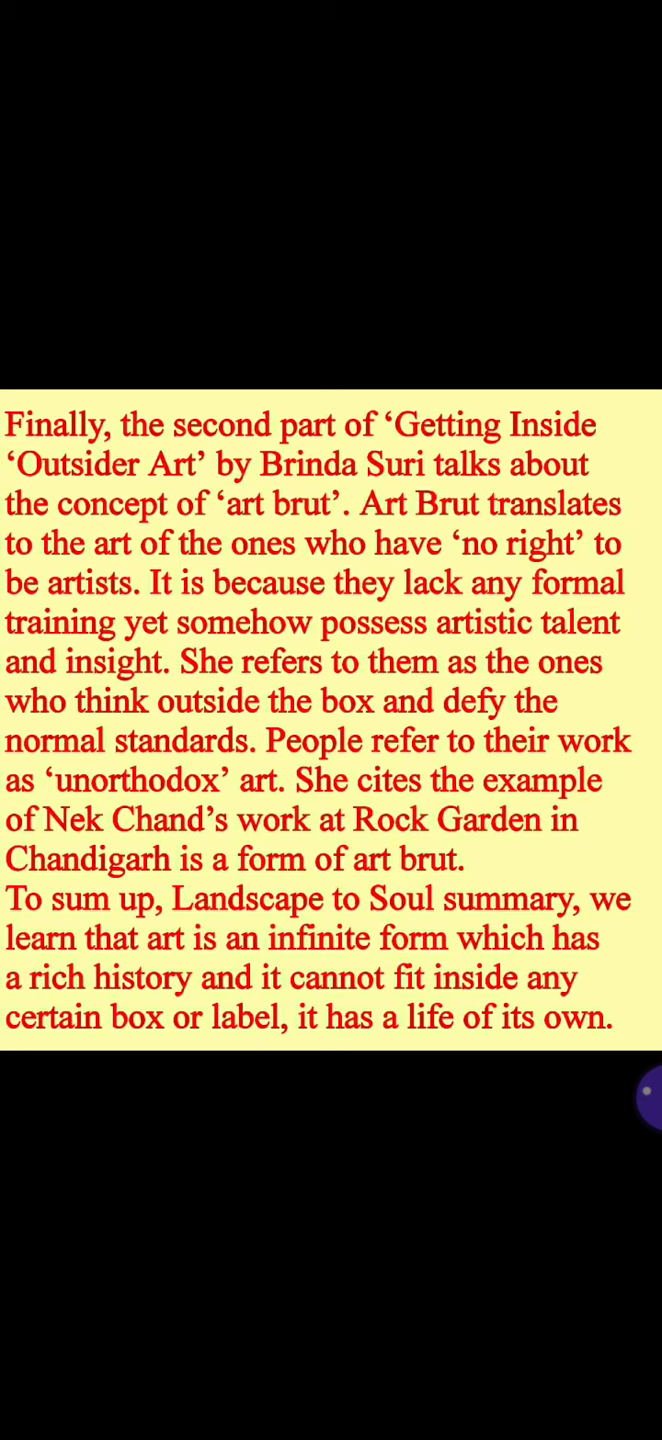 Finally, the second part of ‘Getting Inside
‘Outsider Art’ by Brinda Suri talks about
the concept of ‘art brut’. Art Brut translates
to the art of the ones who have ‘no right’ to
be artists. It is because they lack any formal
training yet somehow possess artistic talent
and insight. She refers to them as the ones
who think outside the box and defy the
normal standards. People refer to their work
as ‘unorthodox’ art. She cites the example
of Nek Chand’s work at Rock Garden in
Chandigarh is a form of art brut.
To sum up, Landscape to Soul summary, we
learn that art is an infinite form which has
a rich history and it cannot fit inside any
certain box or label, it has a life of its own.